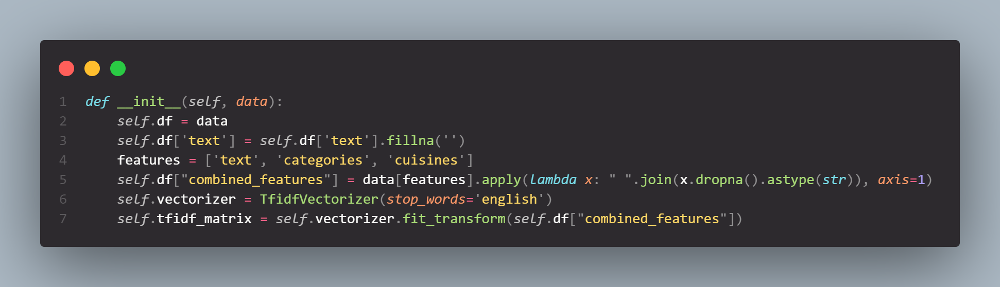 1 def __init__(self, data):
2     self.df = data
3     self.df['text'] = self.df['text'].fillna('')
4     features = ['text', 'categories', 'cuisines']
5     self.df["combined_features"] = data[features].apply(lambda x: " ".join(x.dropna().astype(str)), axis=1)
6     self.vectorizer = TfidfVectorizer(stop_words='english')
7     self.tfidf_matrix = self.vectorizer.fit_transform(self.df["combined_features"])